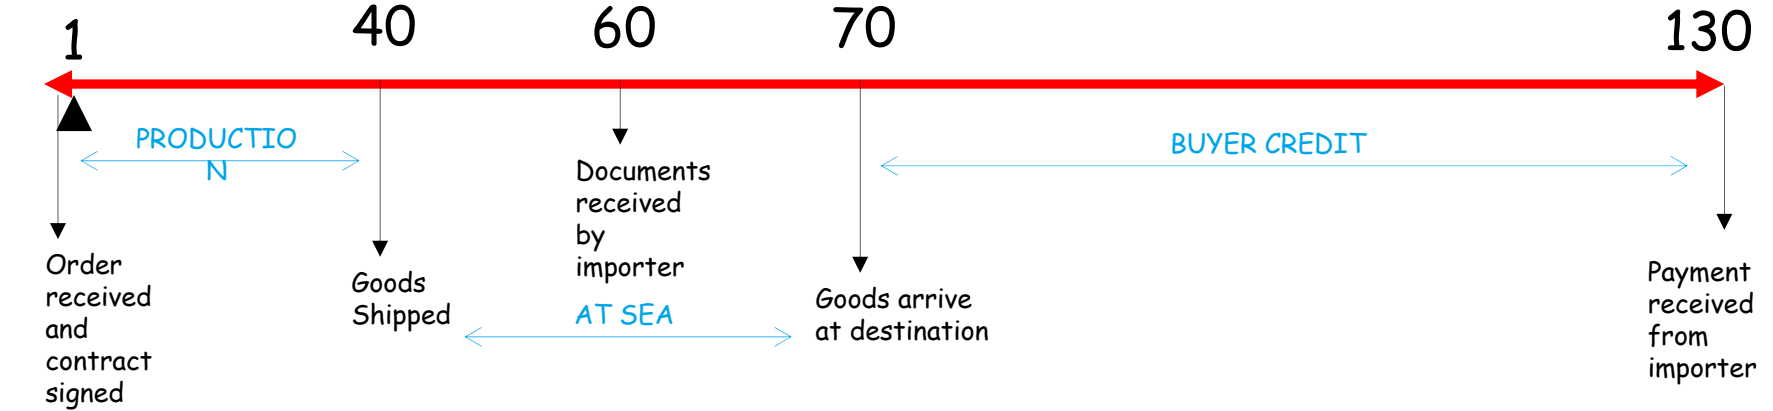 1
40
60
70
130
PRODUCTIO
N
BUYER CREDIT
Documents
received
by
importer
Order
received
and
contract
signed
Goods
Shipped
AT SEA
Goods arrive
at destination
Payment
received
from
importer